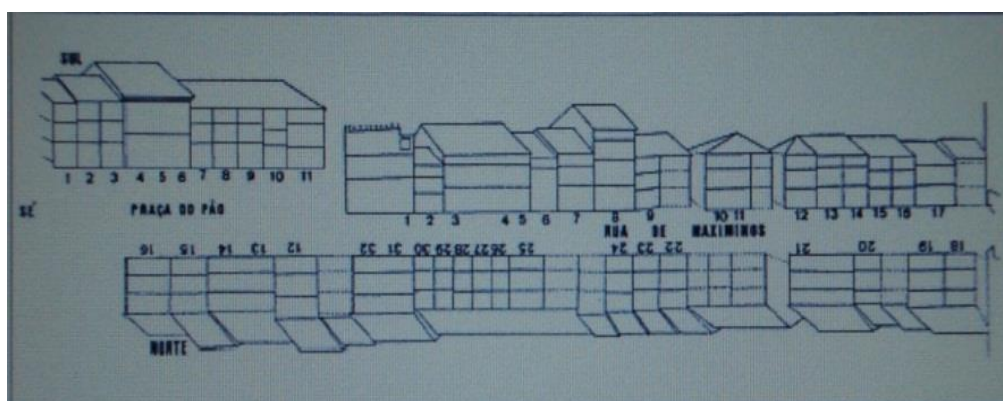 SUL
1 2 3 4 5 6 7 8 9 10 11
SÉ
PRAÇA DO PÃO
1 2 3 4 5 6 7 8 9 10 11 12 13 14 15 16 17
RUA DE MAXIMINOS
16 15 14 13 12 32 31 30 29 28 27 26 25 24 23 22 21 20 19 18
NORTE